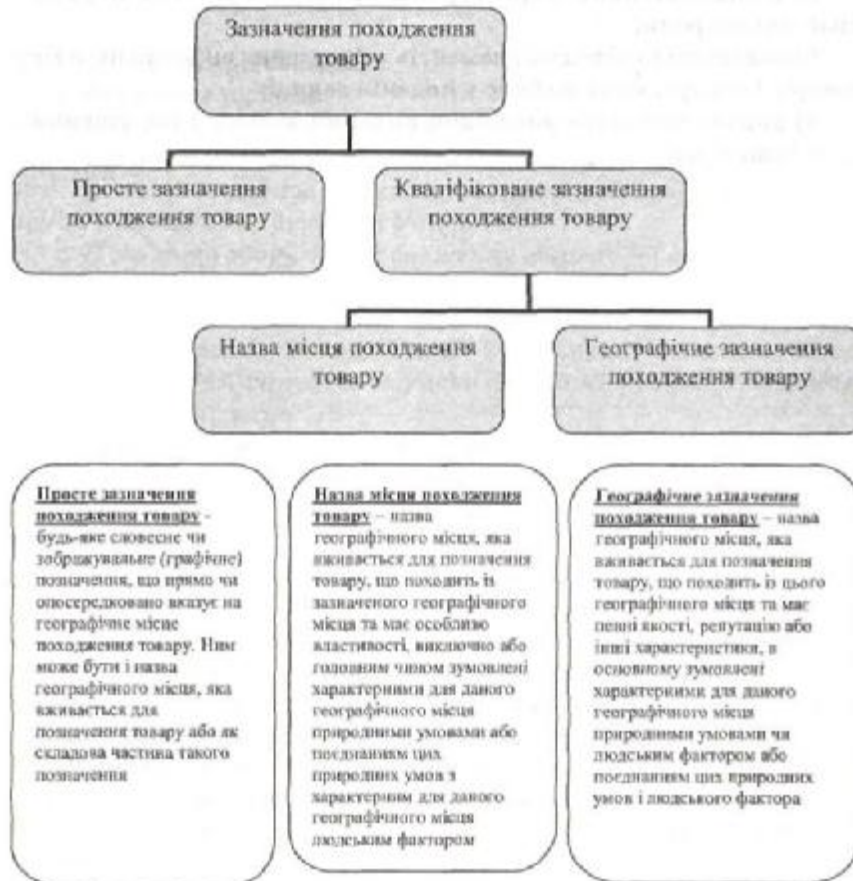 Зазначення походження
товару
Просте зазначення
походження товару
Кваліфіковане зазначення
походження товару
Назва місця походження
товару
Географічне зазначення
походження товару
Просте зазначення
походження товару -
будь-яке словесне чи
зображувальне (графічне)
позначення, що прямо чи
опосередковано вказує на
географічне місце
походження товару. Ним
може бути і назва
географічного місця, яка
вживається для
позначення товару або як
складова частина такого
позначення
Назва місця походження
товару – назва
географічного місця, яка
вживається для позначення
товару, що походить із
зазначеного географічного
місця та має особливі
властивості, виключно або
головним чином зумовлені
характерними для даного
географічного місця
природними умовами або
поєднанням цих
природних умов з
характерним для даного
географічного місця
людським фактором
Географічне зазначення
походження товару – назва
географічного місця, яка
вживається для позначення
товару, що походить із цього
географічного місця та має
певні якості, репутацію або
інші характеристики, в
основному зумовлені
характерними для даного
географічного місця
природними умовами чи
людським фактором або
поєднанням цих природних
умов і людського фактора